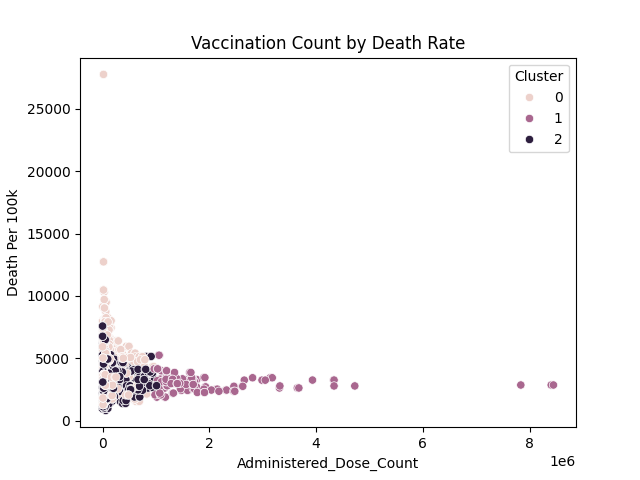 Vaccination Count by Death Rate
Cluster
0
1
2
Death Per 100k
25000
20000
15000
10000
5000
0
0
2
4
6
8
1e6
Administered_Dose_Count